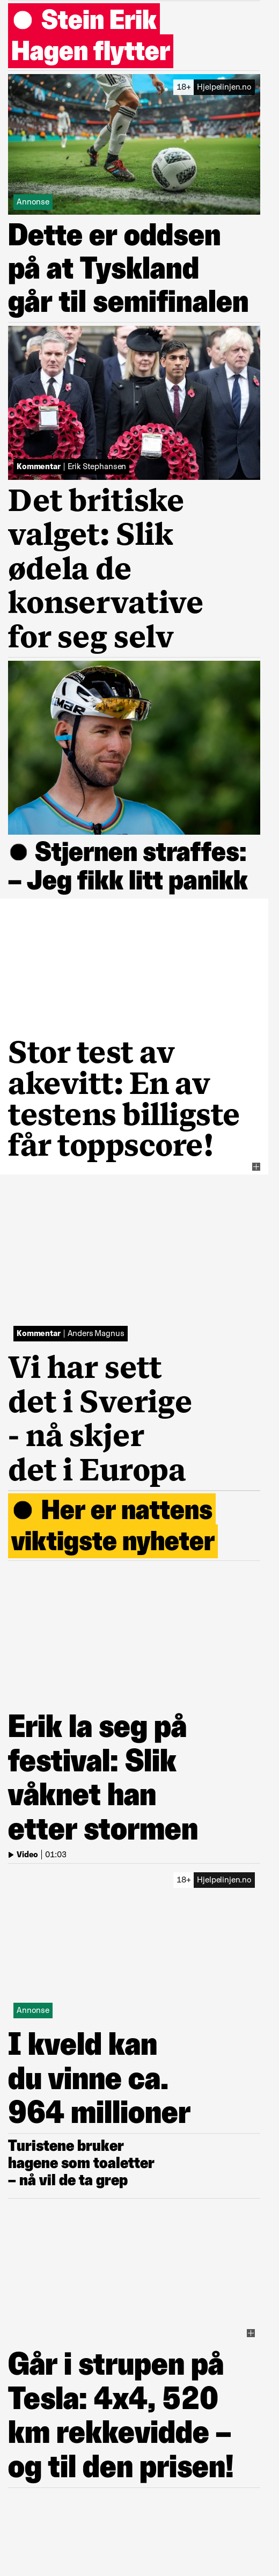 Stein Erik
Hagen flytter
18+ Hjelpelinjen.no
Annonse
Dette er oddsen
på at Tyskland
går til semifinalen
Kommentar | Erik Stephansen
Det britiske
valget: Slik
ødela de
konservative
for seg selv
Stjernen straffes:
– Jeg fikk litt panikk
Stor test av
akevitt: En av
testens billigste
får toppscore!
Kommentar | Anders Magnus
Vi har sett
det i Sverige
- nå skjer
det i Europa
Her er nattens
viktigste nyheter
Erik la seg på
festival: Slik
våknet han
etter stormen
Video | 01:03
18+ Hjelpelinjen.no
Annonse
I kveld kan
du vinne ca.
964 millioner
Turistene bruker
hagene som toaletter
– nå vil de ta grep
Går i strupen på
Tesla: 4x4, 520
km rekkevidde –
og til den prisen!